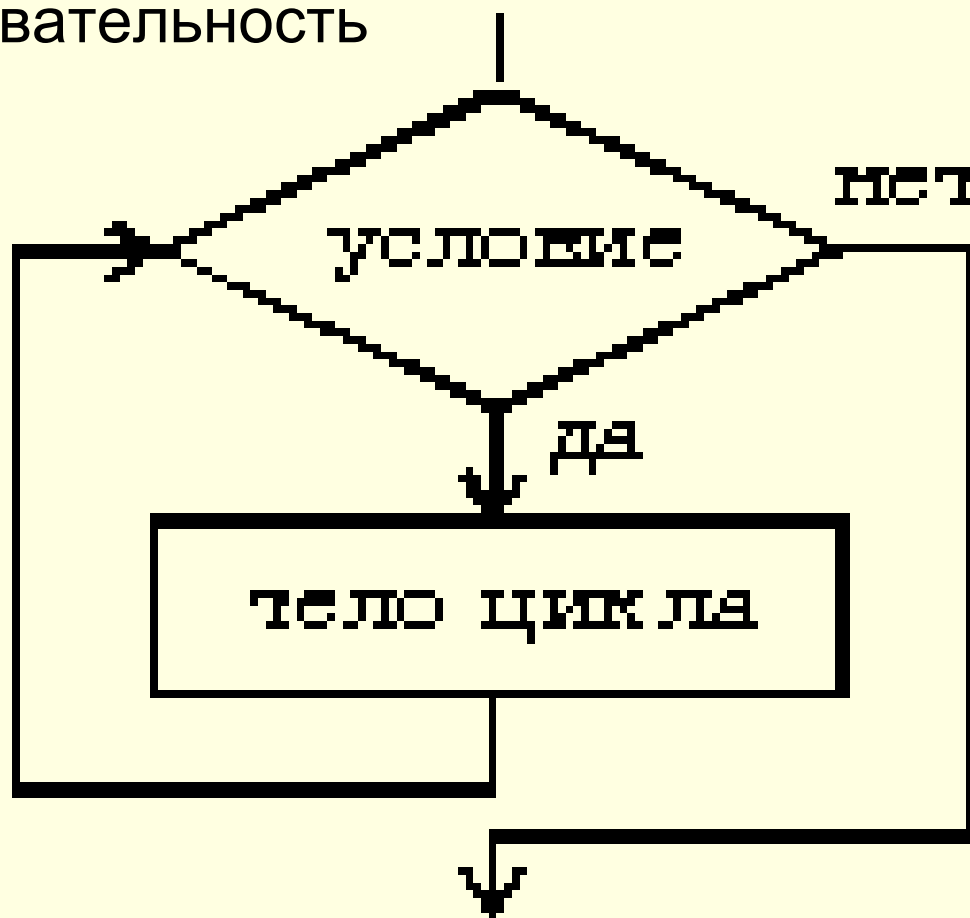 вательность
нет
условие
да
тело цикла